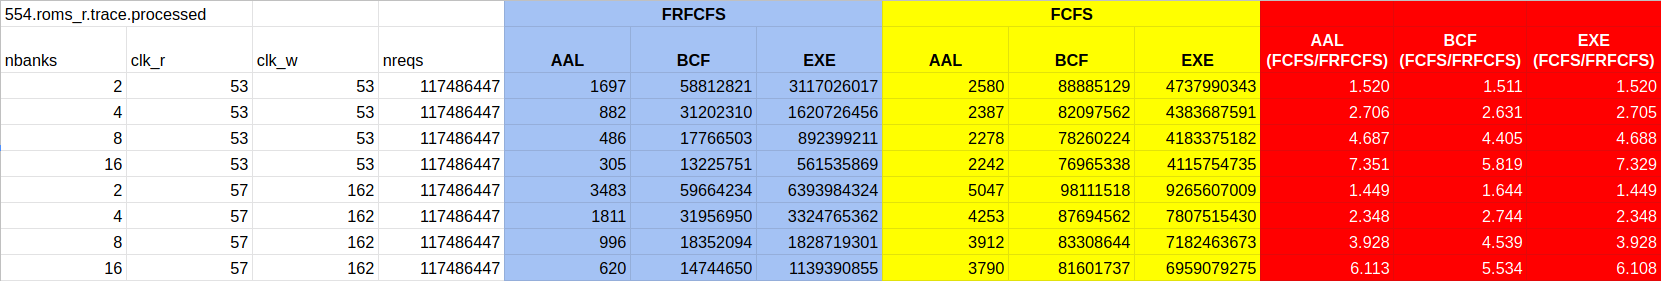 554.roms_r.trace.processed FRFCFS FCFS
AAL BCF EXE
nbanks clk_r clk_w nreqs AAL BCF EXE AAL BCF EXE (FCFS/FRFCFS) (FCFS/FRFCFS) (FCFS/FRFCFS)
2 53 53 117486447 1697 58812821 3117026017 2580 88885129 4737990343 1.520 1.511 1.520
4 53 53 117486447 882 31202310 1620726456 2387 82097562 4383687591 2.706 2.631 2.705
8 53 53 117486447 486 17766503 892399211 2278 78260224 4183375182 4.687 4.405 4.688
16 53 53 117486447 305 13225751 561535869 2242 76965338 4115754735 7.351 5.819 7.329
2 57 162 117486447 3483 59664234 6393984324 5047 98111518 9265607009 1.449 1.644 1.449
4 57 162 117486447 1811 31956950 3324765362 4253 87694562 7807515430 2.348 2.744 2.348
8 57 162 117486447 996 18352094 1828719301 3912 83308644 7182463673 3.928 4.539 3.928
16 57 162 117486447 620 14744650 1139390855 3790 81601737 6959079275 6.113 5.534 6.108